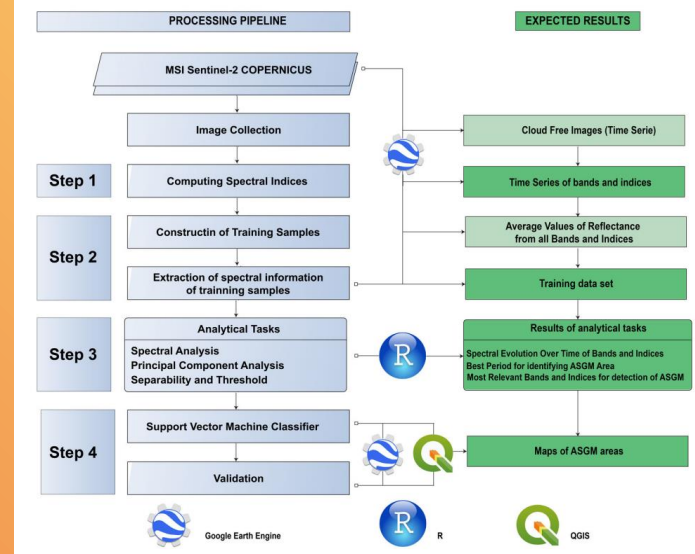 PROCESSING PIPELINE
EXPECTED RESULTS
MSI Sentinel-2 COPERNICUS
Image Collection
Cloud Free Images (Time Serie)
Step 1
Computing Spectral Indices
Time Series of bands and indices
Step 2
Constructin of Training Samples
Average Values of Reflectance
from all Bands and Indices
Extraction of spectral information
of trainning samples
Training data set
Step 3
Analytical Tasks
Spectral Analysis
Principal Component Analysis
Separability and Threshold
R
Results of analytical tasks
Spectral Evolution Over Time of Bands and Indices
Best Period for identifying ASGM Area
Most Relevant Bands and Indices for detection of ASGM
Step 4
Support Vector Machine Classifier
Validation
Maps of ASGM areas
Google Earth Engine
R
R
QGIS